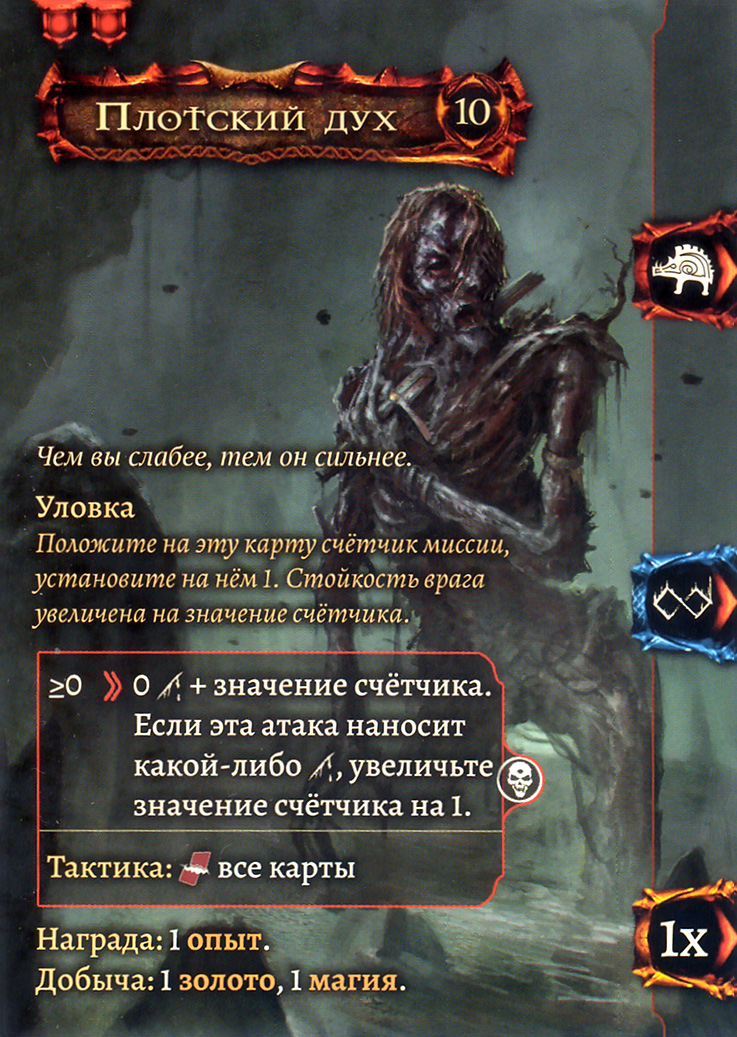 Плотский дух 10
Чем вы слабее, тем он сильнее.
Уловка
Положите на эту карту счётчик миссии,
установите на нём 1. Стойкость врага
увеличена на значение счётчика.
≥0 0 + значение счётчика.
Если эта атака наносит
какой-либо , увеличьте
значение счётчика на 1.
Тактика: все карты
1x
Награда: 1 опыт.
Добыча: 1 золото, 1 магия.